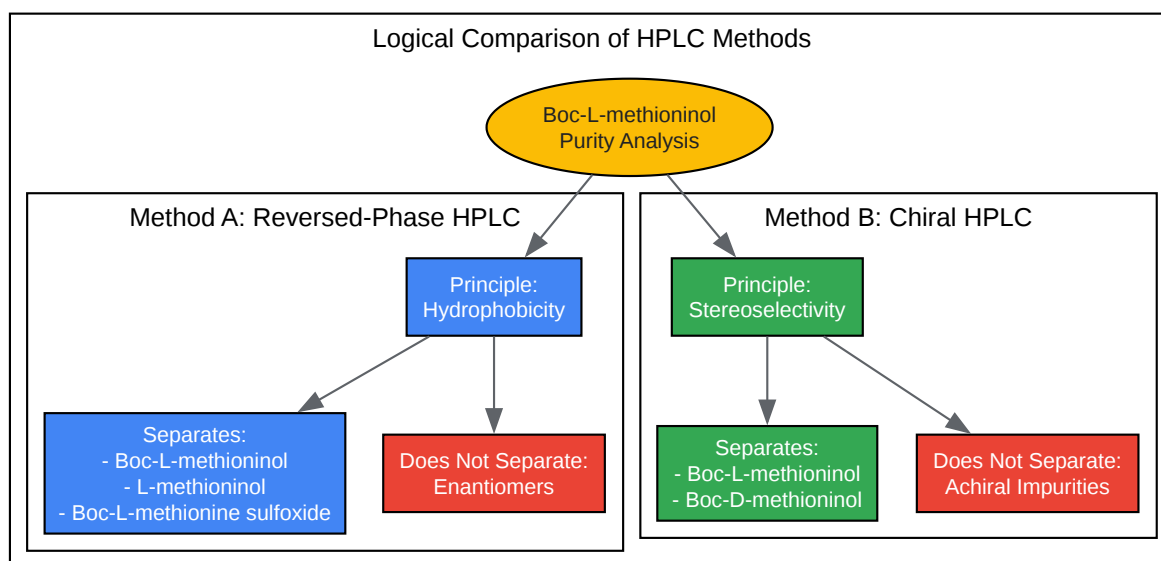 Logical Comparison of HPLC Methods
Boc-L-methioninol
Purity Analysis
Method A: Reversed-Phase HPLC
Principle:
Hydrophobicity
Separates:
- Boc-L-methioninol
- L-methioninol
- Boc-L-methionine sulfoxide
Does Not Separate:
Enantiomers
Method B: Chiral HPLC
Principle:
Stereoselectivity
Separates:
- Boc-L-methioninol
- Boc-D-methioninol
Does Not Separate:
Achiral Impurities